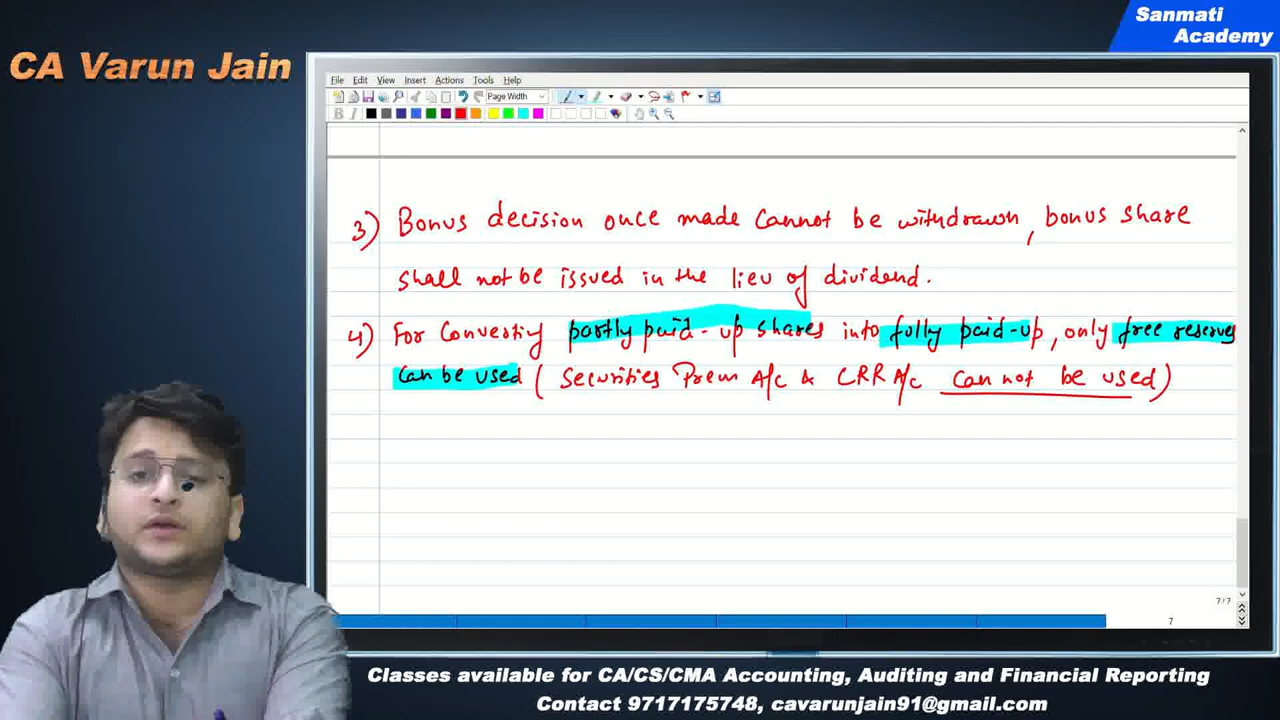 Sanmati
Academy
CA Varun Jain
File Edit View Insert Actions Tools Help
Page Width
B I
3) Bonus decision once made cannot be withdrawn, bonus share
shall not be issued in the lieu of dividend.
4) For Converting partly paid-up shares into fully paid-up, only free reserves
can be used ( Securities Prem A/c & CRR A/c cannot be used)
7/7
7
Classes available for CA/CS/CMA Accounting, Auditing and Financial Reporting
Contact 9717175748, cavarunjain91@gmail.com